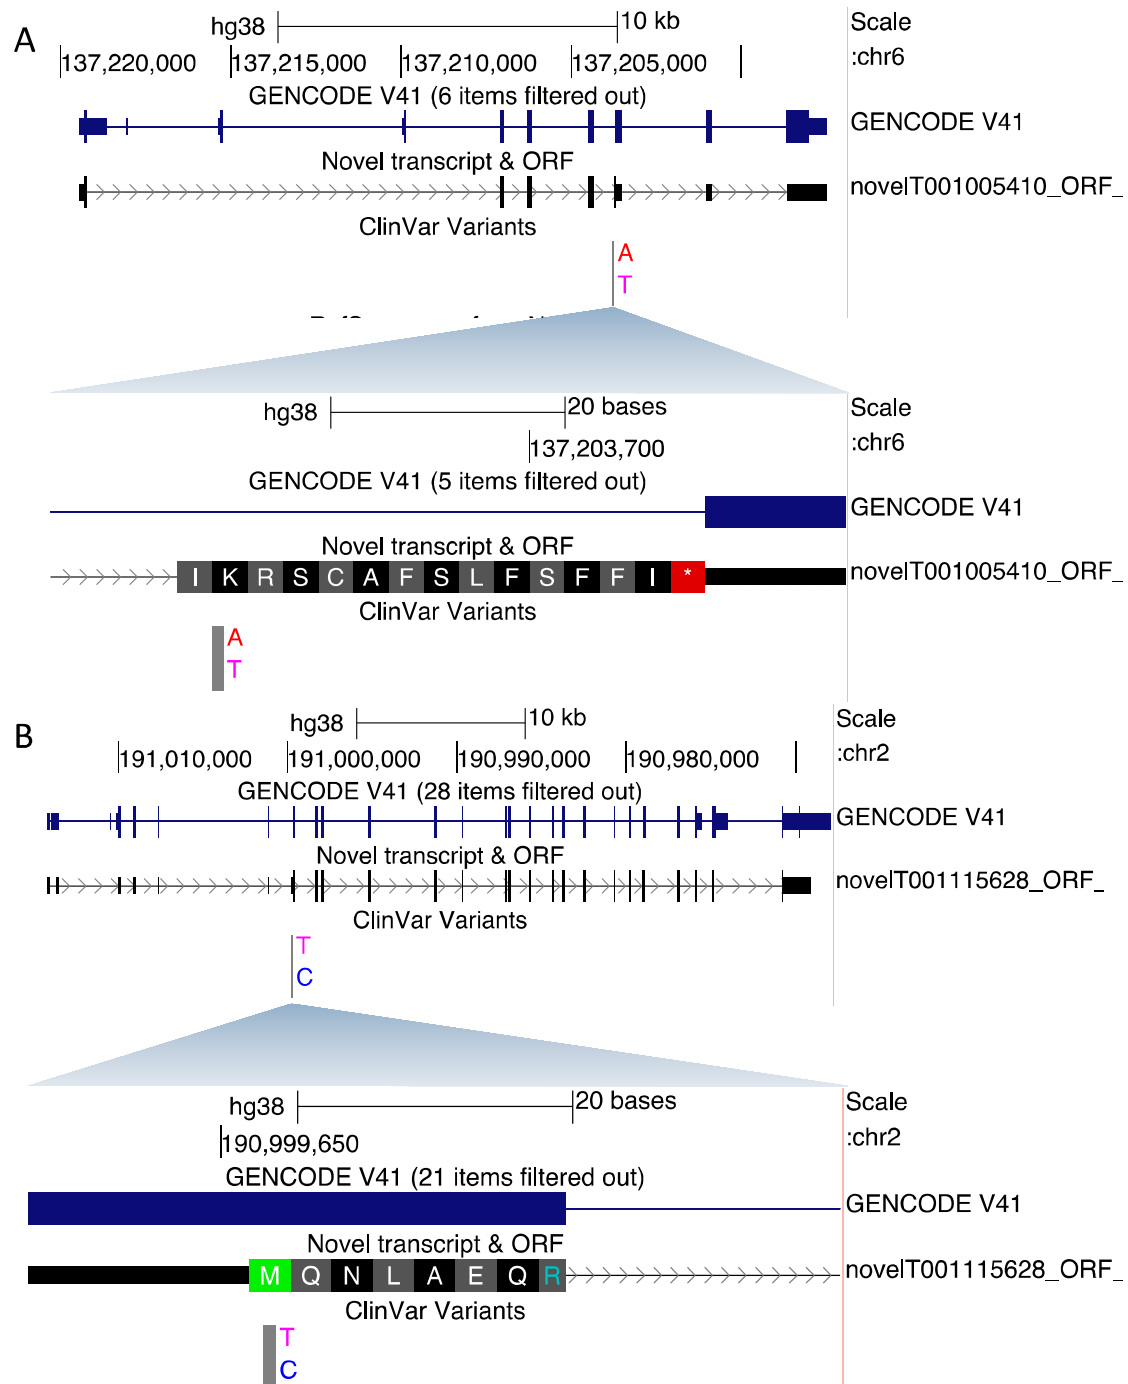 A
hg38 10 kb Scale
137,220,000 137,215,000 137,210,000 137,205,000 :chr6
GENCODE V41 (6 items filtered out)
GENCODE V41
Novel transcript & ORF
novelT001005410_ORF_
ClinVar Variants
A
T
hg38 20 bases Scale
137,203,700 :chr6
GENCODE V41 (5 items filtered out)
GENCODE V41
Novel transcript & ORF
I K R S C A F S L F S F F I * novelT001005410_ORF_
ClinVar Variants
A
T
B
hg38 10 kb Scale
191,010,000 191,000,000 190,990,000 190,980,000 :chr2
GENCODE V41 (28 items filtered out)
GENCODE V41
Novel transcript & ORF
novelT001115628_ORF_
ClinVar Variants
T
C
hg38 20 bases Scale
190,999,650 :chr2
GENCODE V41 (21 items filtered out)
GENCODE V41
Novel transcript & ORF
M Q N L A E Q R novelT001115628_ORF_
ClinVar Variants
T
C